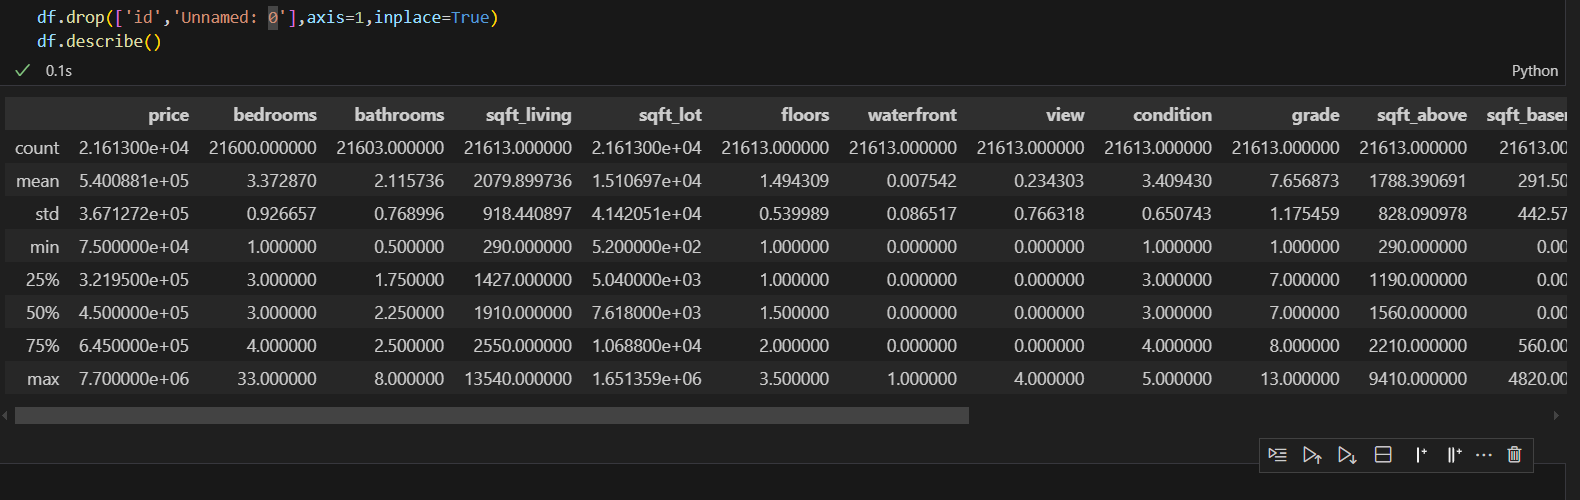 df.drop(['id','Unnamed: 0'],axis=1,inplace=True)
df.describe()
0.1s
Python
price bedrooms bathrooms sqft_living sqft_lot floors waterfront view condition grade sqft_above sqft_baser
count 2.161300e+04 21600.000000 21603.000000 21613.000000 2.161300e+04 21613.000000 21613.000000 21613.000000 21613.000000 21613.000000 21613.000000 21613.00
mean 5.400881e+05 3.372870 2.115736 2079.899736 1.510697e+04 1.494309 0.007542 0.234303 3.409430 7.656873 1788.390691 291.50
std 3.671272e+05 0.926657 0.768996 918.440897 4.142051e+04 0.539989 0.086517 0.766318 0.650743 1.175459 828.090978 442.57
min 7.500000e+04 1.000000 0.500000 290.000000 5.200000e+02 1.000000 0.000000 0.000000 1.000000 1.000000 290.000000 0.00
25% 3.219500e+05 3.000000 1.750000 1427.000000 5.040000e+03 1.000000 0.000000 0.000000 3.000000 7.000000 1190.000000 0.00
50% 4.500000e+05 3.000000 2.250000 1910.000000 7.618000e+03 1.500000 0.000000 0.000000 3.000000 7.000000 1560.000000 0.00
75% 6.450000e+05 4.000000 2.500000 2550.000000 1.068800e+04 2.000000 0.000000 0.000000 4.000000 8.000000 2210.000000 560.00
max 7.700000e+06 33.000000 8.000000 13540.000000 1.651359e+06 3.500000 1.000000 4.000000 5.000000 13.000000 9410.000000 4820.00